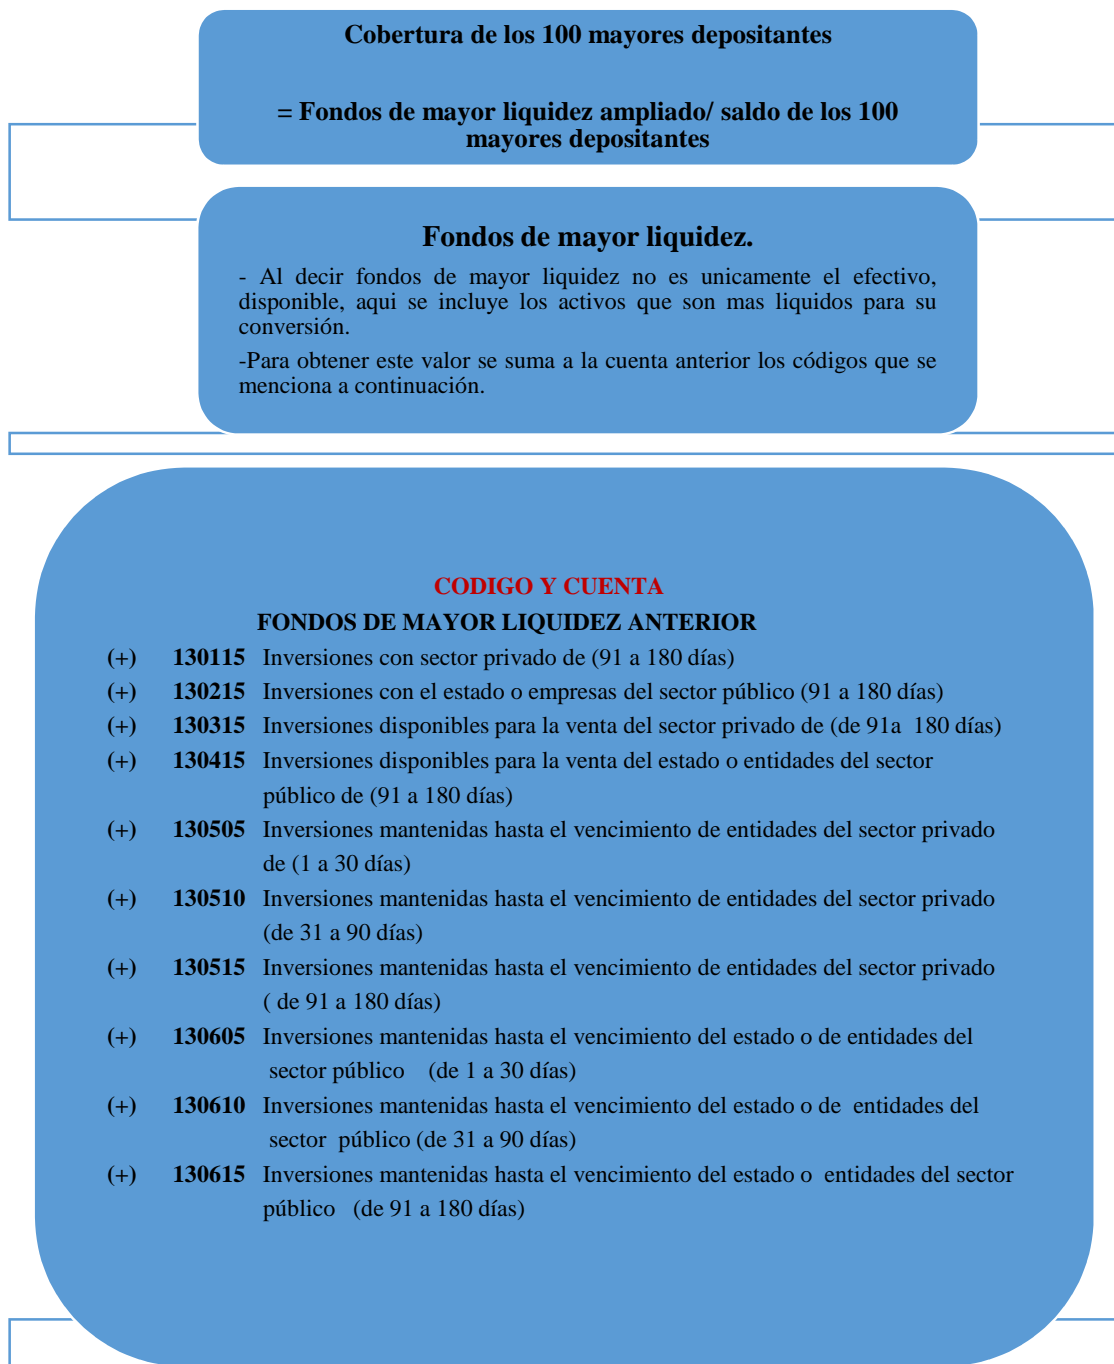 Cobertura de los 100 mayores depositantes
= Fondos de mayor liquidez ampliado/ saldo de los 100
mayores depositantes
Fondos de mayor liquidez.
- Al decir fondos de mayor liquidez no es unicamente el efectivo,
disponible, aqui se incluye los activos que son mas liquidos para su
conversión.
-Para obtener este valor se suma a la cuenta anterior los códigos que se
menciona a continuación.
CODIGO Y CUENTA
FONDOS DE MAYOR LIQUIDEZ ANTERIOR
(+) 130115 Inversiones con sector privado de (91 a 180 días)
(+) 130215 Inversiones con el estado o empresas del sector público (91 a 180 días)
(+) 130315 Inversiones disponibles para la venta del sector privado de (de 91a 180 días)
(+) 130415 Inversiones disponibles para la venta del estado o entidades del sector
público de (91 a 180 días)
(+) 130505 Inversiones mantenidas hasta el vencimiento de entidades del sector privado
de (1 a 30 días)
(+) 130510 Inversiones mantenidas hasta el vencimiento de entidades del sector privado
(de 31 a 90 días)
(+) 130515 Inversiones mantenidas hasta el vencimiento de entidades del sector privado
( de 91 a 180 días)
(+) 130605 Inversiones mantenidas hasta el vencimiento del estado o de entidades del
sector público (de 1 a 30 días)
(+) 130610 Inversiones mantenidas hasta el vencimiento del estado o de entidades del
sector público (de 31 a 90 días)
(+) 130615 Inversiones mantenidas hasta el vencimiento del estado o entidades del sector
público (de 91 a 180 días)